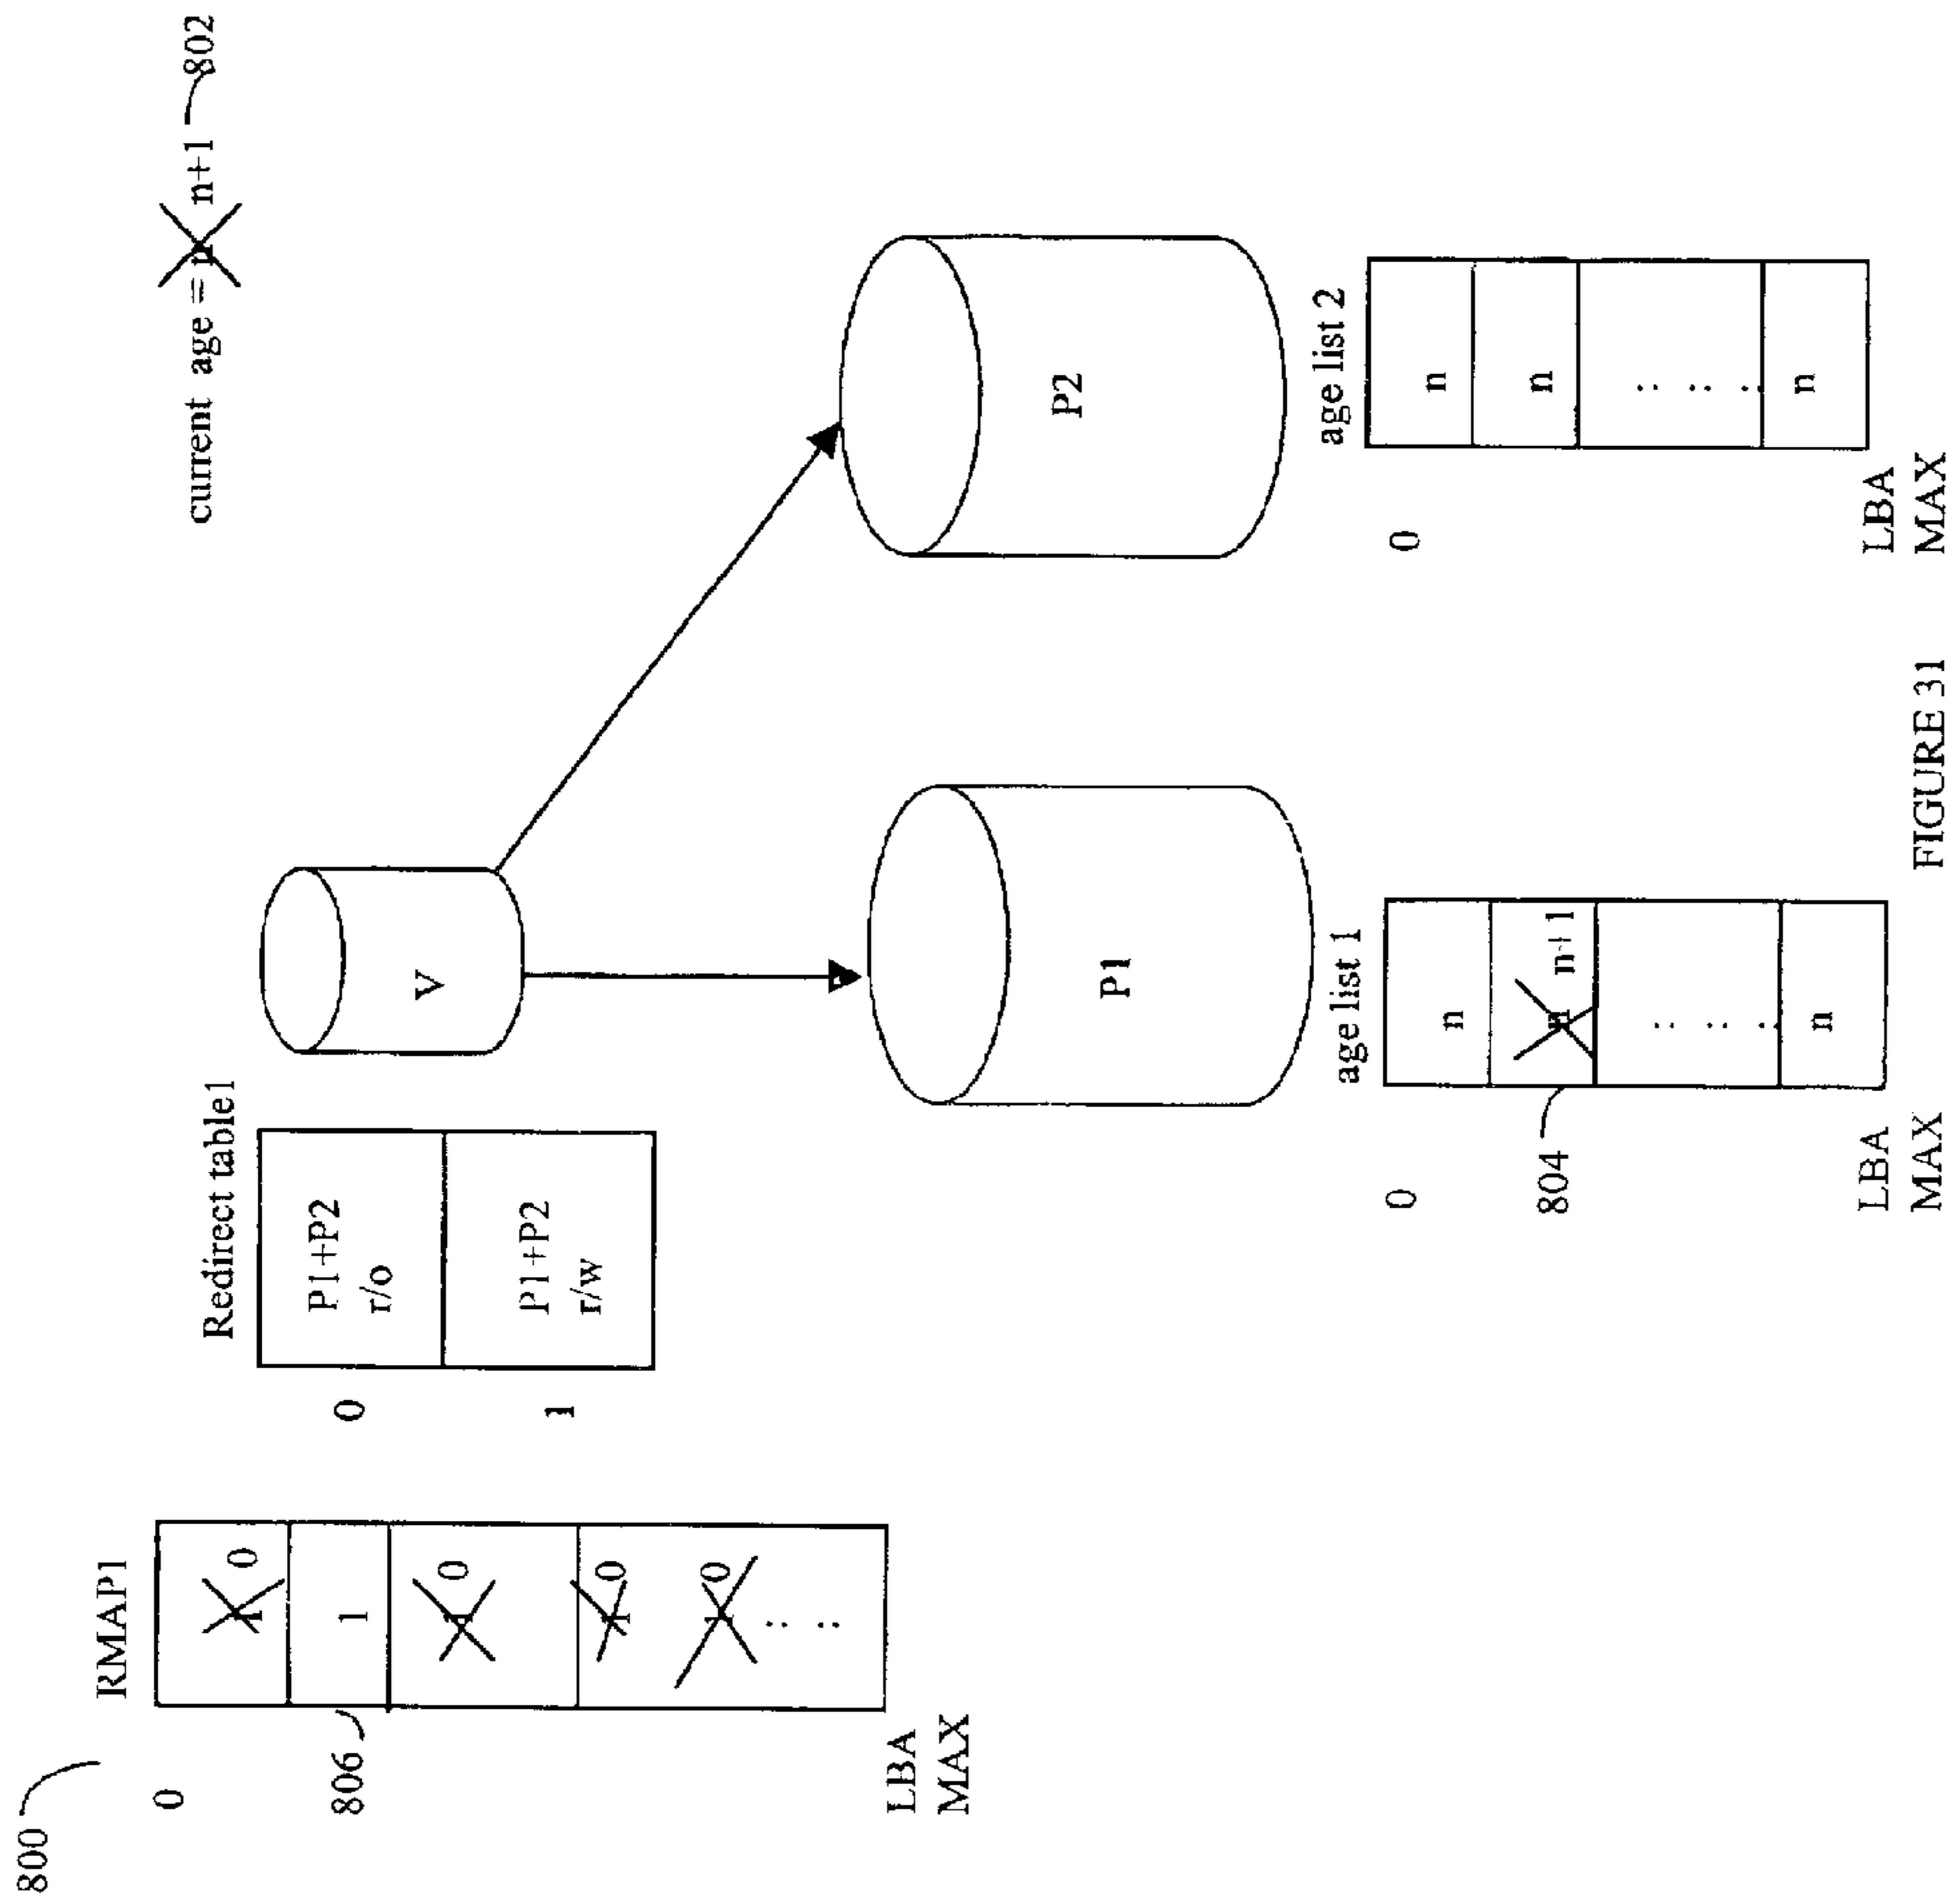 800
current age = n n+1 802
RMAP1
0
1 0
806
1
1 0
1 0
1 0
LBA
MAX
Redirect table1
0
P1+P2
r/o
1
P1+P2
r/w
V
P1
P2
age list 1
0
n
804
n n+1
n
LBA
MAX
age list 2
0
n
n
n
LBA
MAX
FIGURE 31